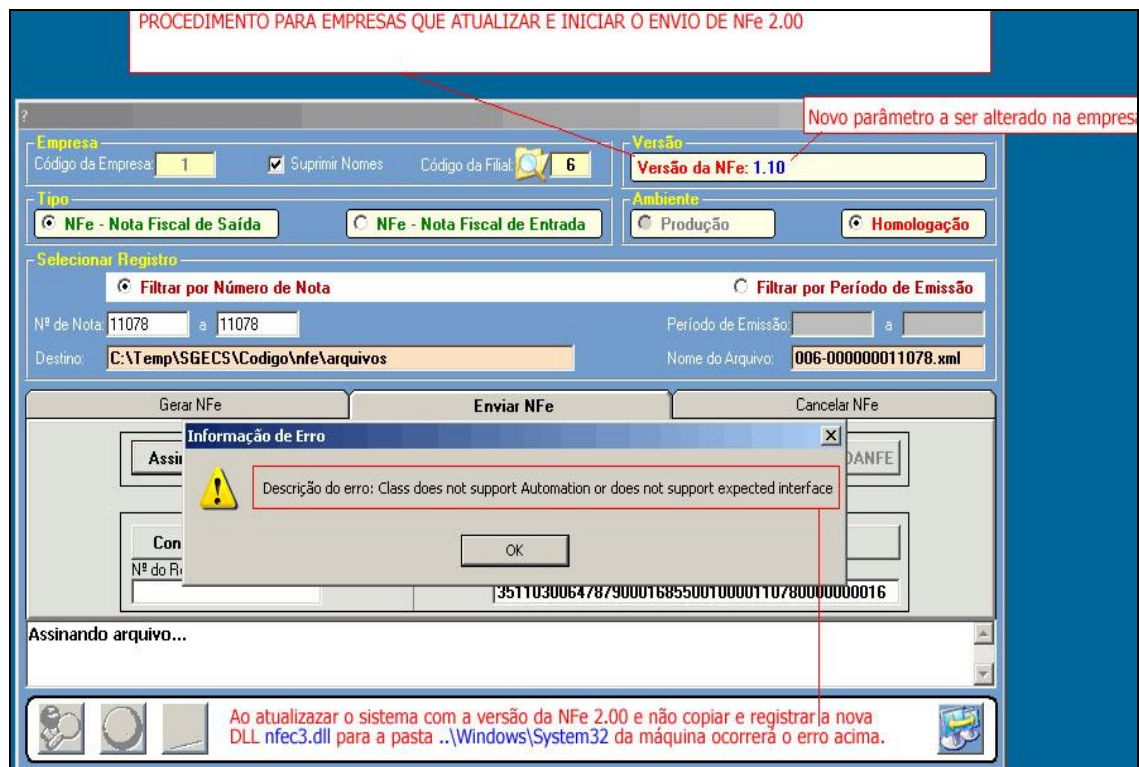 PROCEDIMENTO PARA EMPRESAS QUE ATUALIZAR E INICIAR O ENVIO DE NFe 2.00
?
Novo parâmetro a ser alterado na empresa
Empresa
Código da Empresa: 1
Suprimir Nomes
Código da Filial: 6
Versão
Versão da NFe: 1.10
Tipo
NFe - Nota Fiscal de Saída
NFe - Nota Fiscal de Entrada
Ambiente
Produção
Homologação
Selecionar Registro
Filtrar por Número de Nota
Filtrar por Período de Emissão
Nº de Nota: 11078 a 11078
Período de Emissão: a
Destino: C:\Temp\SGECS\Codigo\nfe\arquivos
Nome do Arquivo: 006-000000011078.xml
Gerar NFe
Enviar NFe
Cancelar NFe
Informação de Erro
DANFE
Descrição do erro: Class does not support Automation or does not support expected interface
OK
Nº do
Assinando arquivo...
Ao atualizazar o sistema com a versão da NFe 2.00 e não copiar e registrar a nova
DLL nfec3.dll para a pasta ..\Windows\System32 da máquina ocorrerá o erro acima.